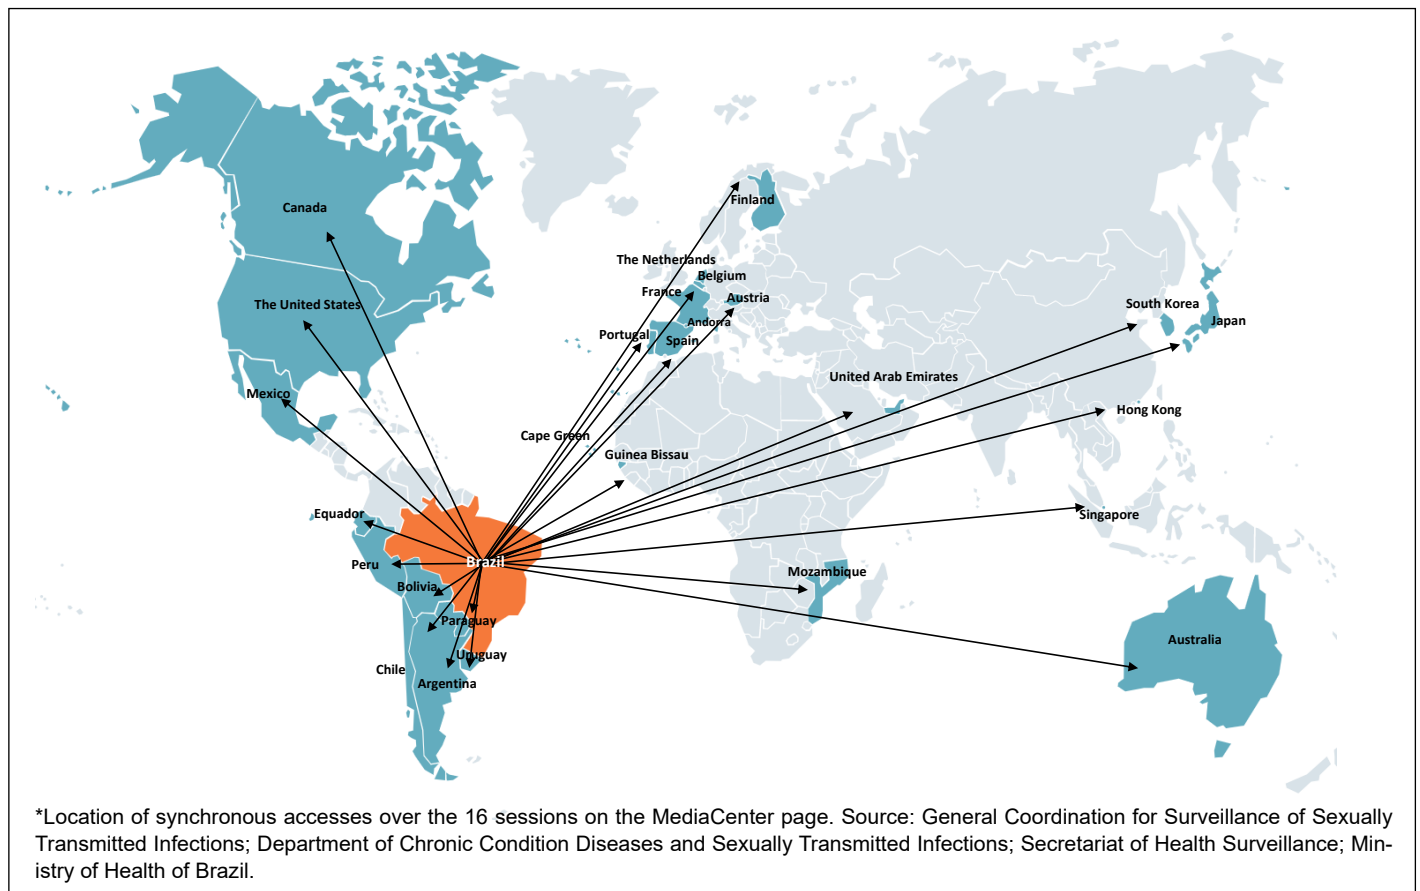 Canada
The United States
Mexico
Finland
The Netherlands
Belgium
France
Austria
Andorra
Portugal
Spain
South Korea
Japan
United Arab Emirates
Hong Kong
Cape Green
Guinea Bissau
Equador
Singapore
Brazil
Peru
Bolivia
Mozambique
Paraguay
Australia
Uruguay
Chile
Argentina
*Location of synchronous accesses over the 16 sessions on the MediaCenter page. Source: General Coordination for Surveillance of Sexually
Transmitted Infections; Department of Chronic Condition Diseases and Sexually Transmitted Infections; Secretariat of Health Surveillance; Min-
istry of Health of Brazil.